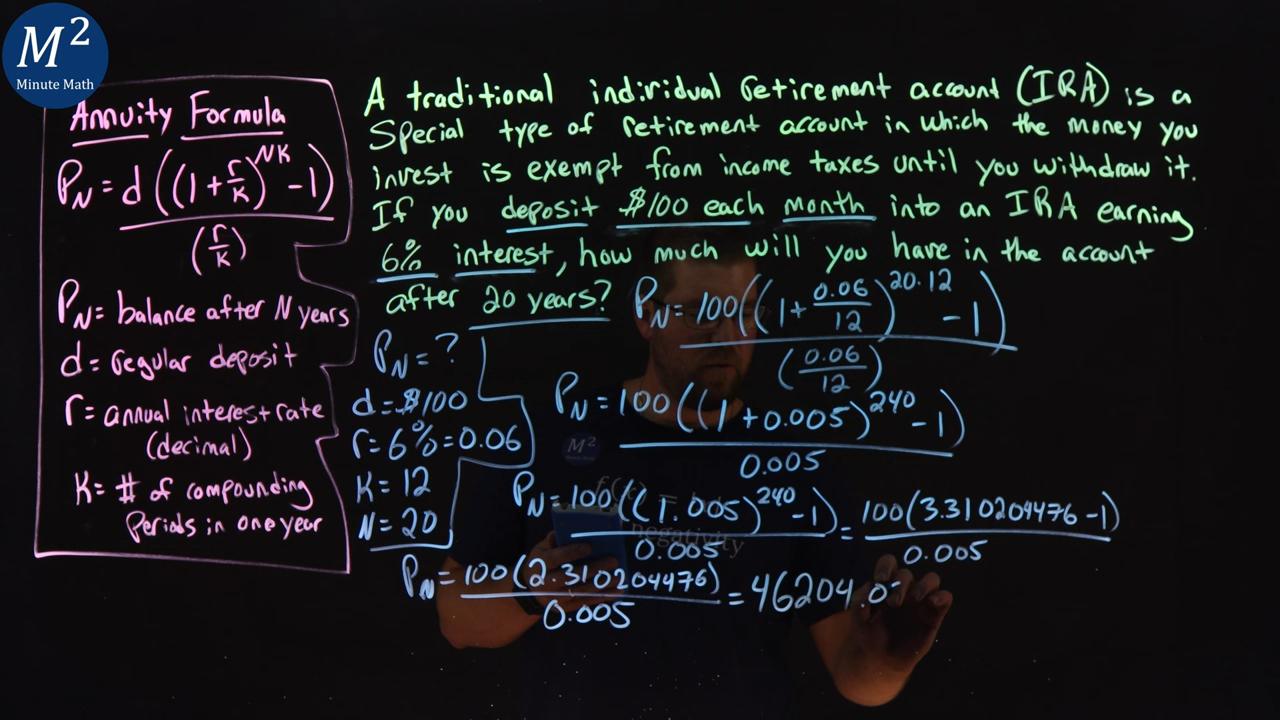 M²
Minute Math
Annuity Formula
P_N = d((1+r/k)^NK -1)
(r/k)
P_N = balance after N years
d = regular deposit
r = annual interest rate
(decimal)
K = # of compounding
Periods in one year
A traditional individual retirement account (IRA) is a
Special type of retirement account in which the money you
invest is exempt from income taxes until you withdraw it.
If you deposit $100 each month into an IRA earning
6% interest, how much will you have in the account
after 20 years?
P_N = 100((1+0.06/12)^20·12 -1)
(0.06/12)
P_N = ?
d = $100
r = 6% = 0.06
K = 12
N = 20
P_N = 100((1+0.005)^240 -1)
0.005
M²
P_N = 100((1.005)^240 -1) = 100(3.310204476 -1)
0.005 0.005
negativity
P_N = 100(2.310204476) = 46204.0
0.005